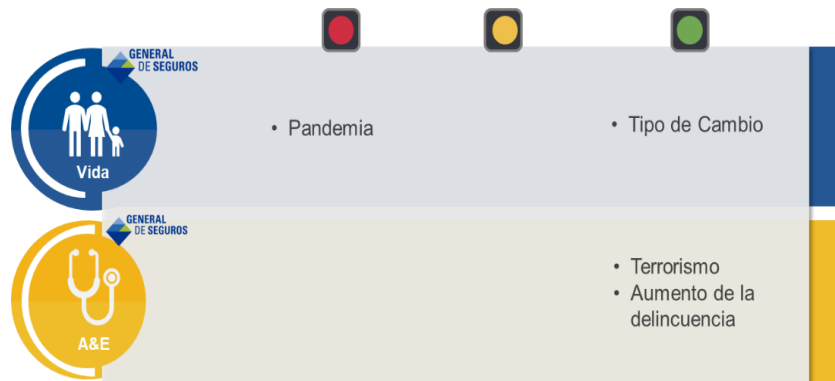 GENERAL
DE SEGUROS
Vida
• Pandemia
• Tipo de Cambio
GENERAL
DE SEGUROS
A&E
• Terrorismo
• Aumento de la
delincuencia